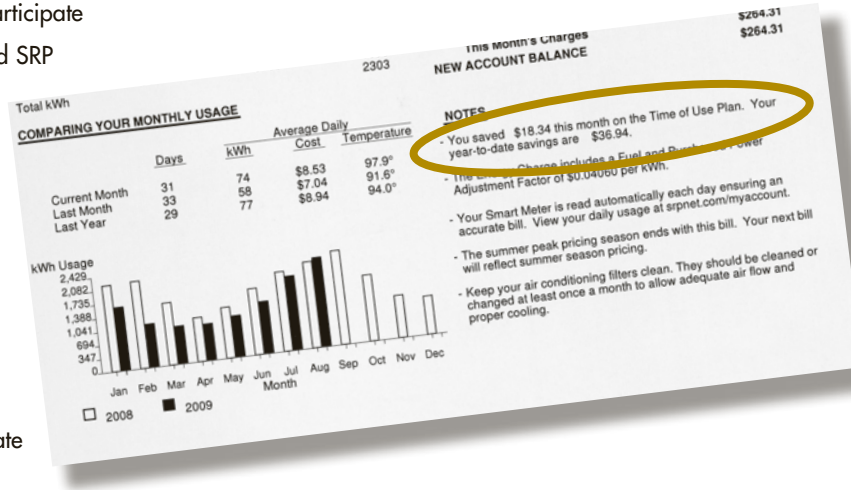 articipate
d SRP
ate
Total kWh 2303
COMPARING YOUR MONTHLY USAGE
Average Daily
Days kWh Cost Temperature
Current Month 31 74 $8.53 97.9°
Last Month 33 58 $7.04 91.6°
Last Year 29 77 $8.94 94.0°
kWh Usage
2,429
2,082
1,735
1,388
1,041
694
347
0
Jan Feb Mar Apr May Jun Jul Aug Sep Oct Nov Dec
Month
2008 2009
$264.31
This Month's Charges $264.31
NEW ACCOUNT BALANCE
NOTES
- You saved $18.34 this month on the Time of Use Plan. Your
year-to-date savings are $36.94.
- The Energy Charge includes a Fuel and Purchased Power
Adjustment Factor of $0.04060 per kWh.
- Your Smart Meter is read automatically each day ensuring an
accurate bill. View your daily usage at srpnet.com/myaccount.
- The summer peak pricing season ends with this bill. Your next bill
will reflect summer season pricing.
- Keep your air conditioning filters clean. They should be cleaned or
changed at least once a month to allow adequate air flow and
proper cooling.